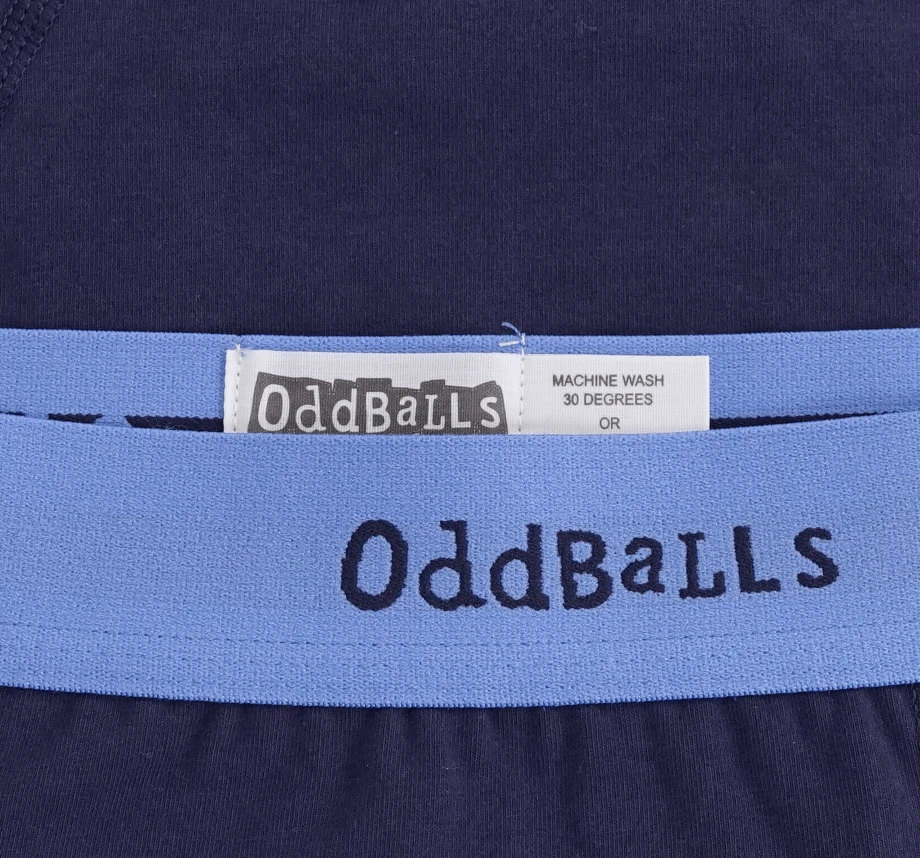 OddBaLLs
MACHINE WASH
30 DEGREES
OR
OddBaLLs